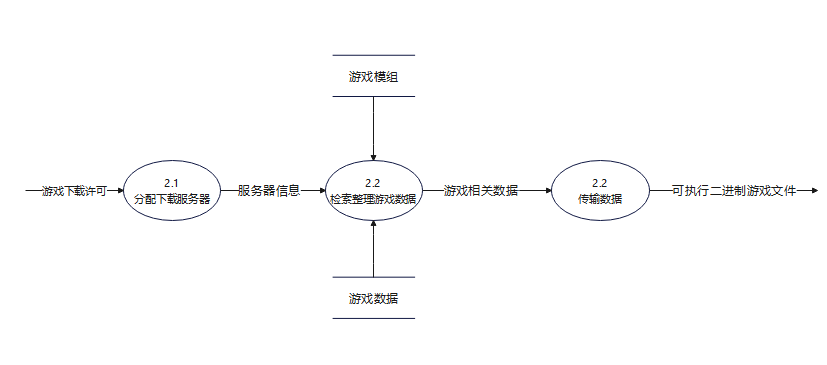 游戏模组
游戏下载许可
2.1
分配下载服务器
服务器信息
2.2
检索整理游戏数据
游戏相关数据
2.2
传输数据
可执行二进制游戏文件
游戏数据